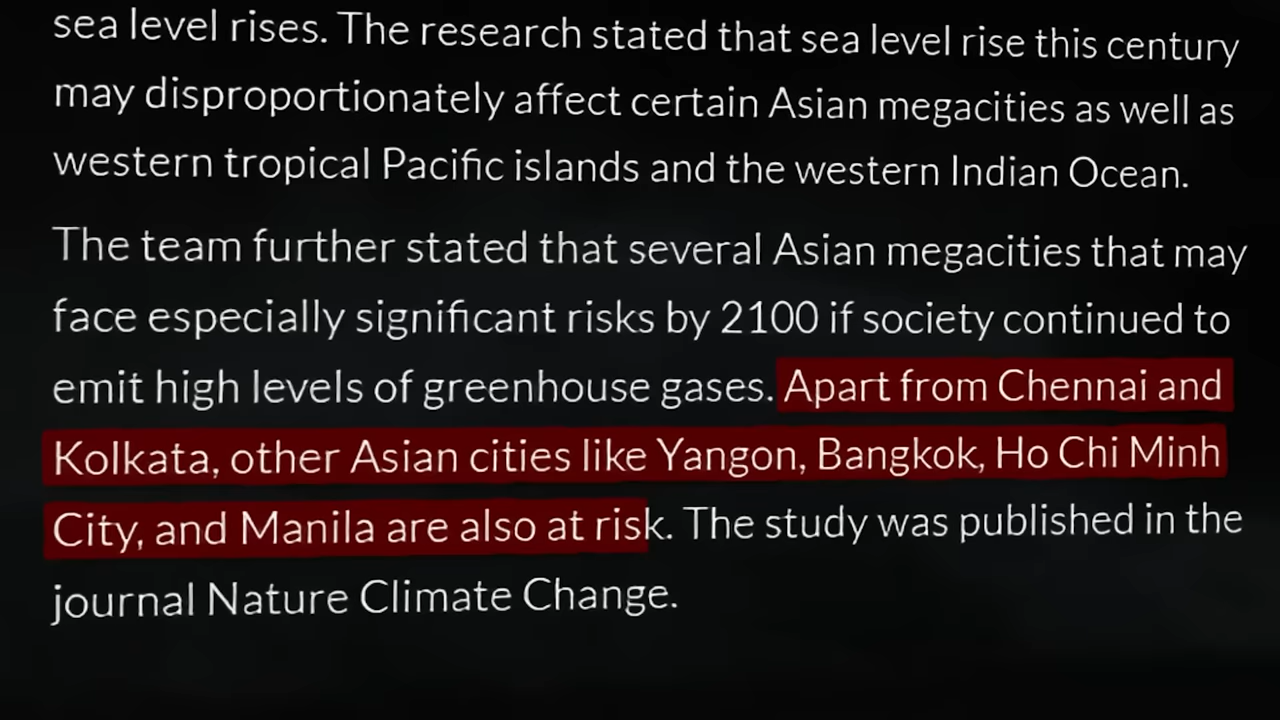 sea level rises. The research stated that sea level rise this century
may disproportionately affect certain Asian megacities as well as
western tropical Pacific islands and the western Indian Ocean.
The team further stated that several Asian megacities that may
face especially significant risks by 2100 if society continued to
emit high levels of greenhouse gases. Apart from Chennai and
Kolkata, other Asian cities like Yangon, Bangkok, Ho Chi Minh
City, and Manila are also at risk. The study was published in the
journal Nature Climate Change.